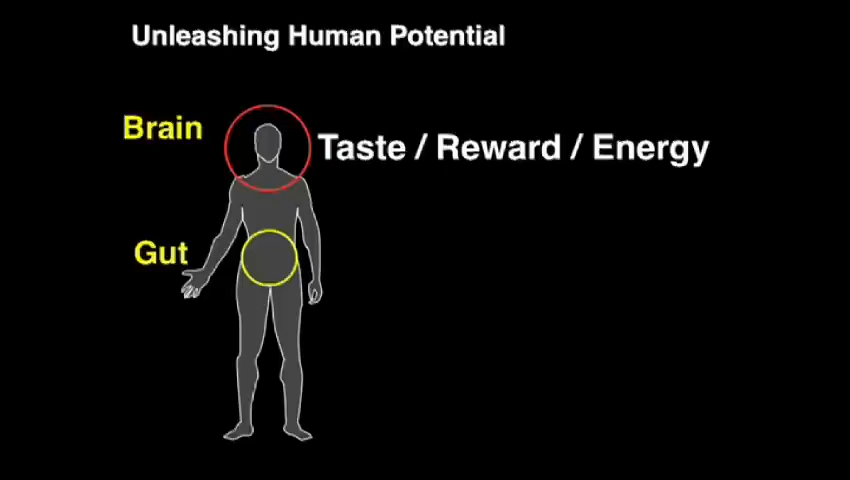 Unleashing Human Potential
Brain
Taste / Reward / Energy
Gut